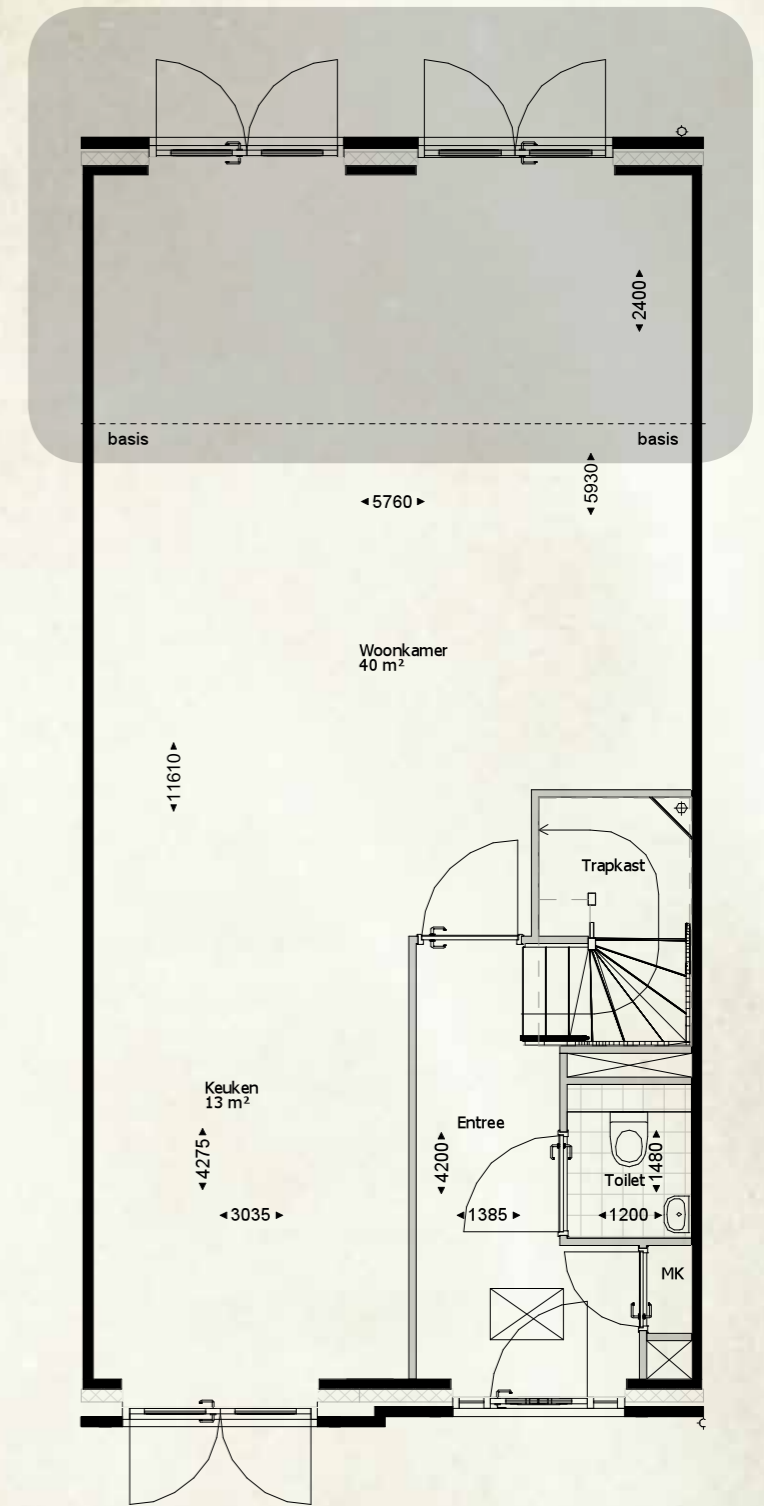 2400
basis
basis
5930
5760
Woonkamer
40 m²
11610
Trapkast
Keuken
13 m²
Entree
4275
4200
1480
Toilet
3035
1385
1200
MK